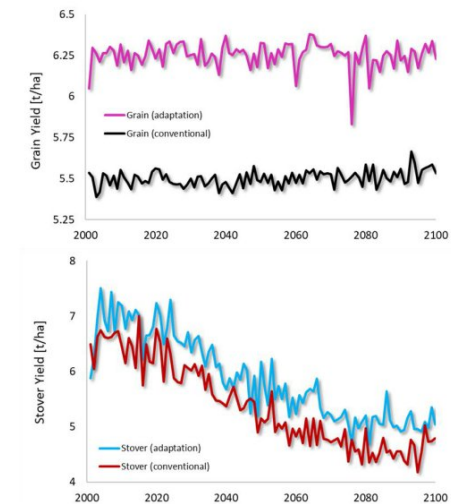 6.5
6.25
6
5.75
5.5
5.25
Grain Yield [t/ha]
Grain (adaptation)
Grain (conventional)
2000 2020 2040 2060 2080 2100
8
7
6
5
4
Stover Yield [t/ha]
Stover (adaptation)
Stover (conventional)
2000 2020 2040 2060 2080 2100